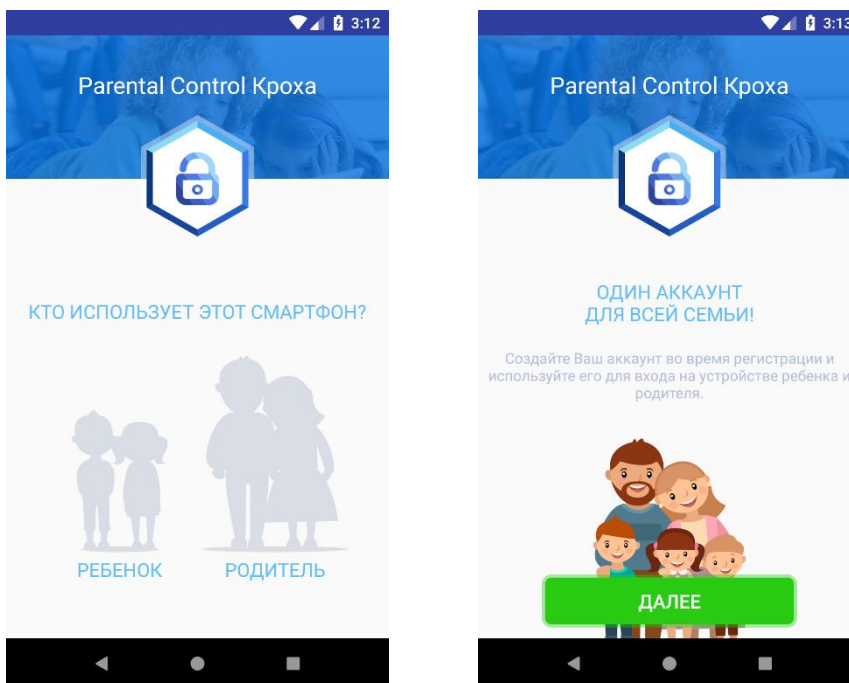 3:12
Parental Control Кроха
КТО ИСПОЛЬЗУЕТ ЭТОТ СМАРТФОН?
РЕБЕНОК
РОДИТЕЛЬ
3:13
Parental Control Кроха
ОДИН АККАУНТ
ДЛЯ ВСЕЙ СЕМЬИ!
Создайте Ваш аккаунт во время регистрации и
используйте его для входа на устройстве ребенка и
родителя.
ДАЛЕЕ